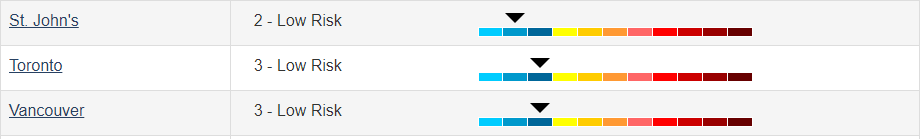 St. John's 2 - Low Risk
Toronto 3 - Low Risk
Vancouver 3 - Low Risk